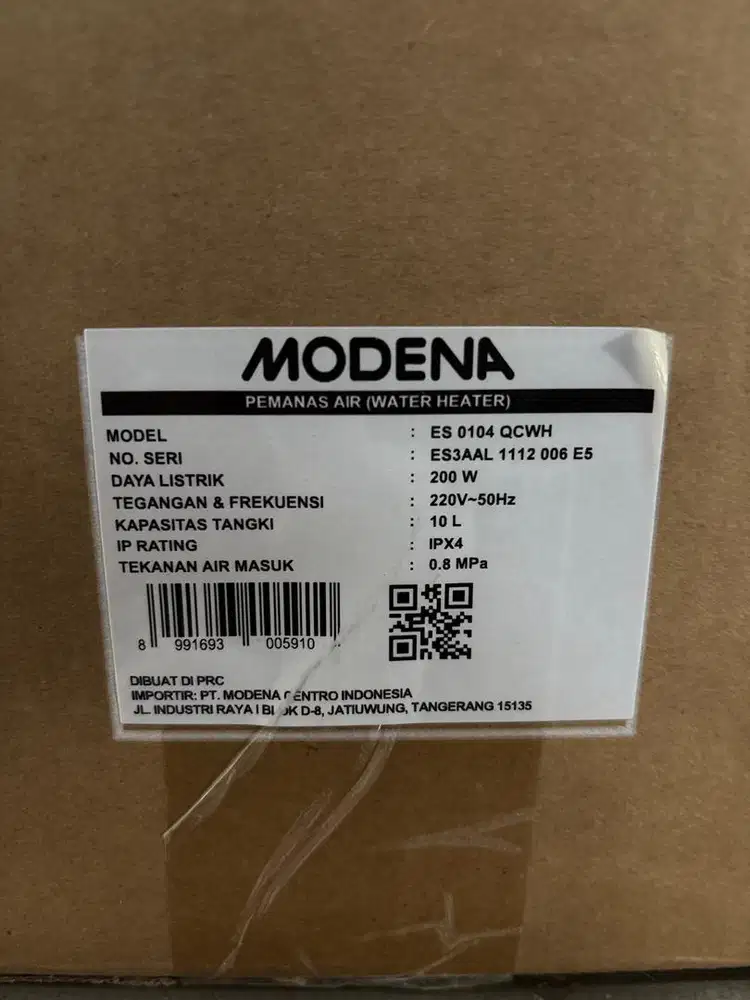 MODENA
PEMANAS AIR (WATER HEATER)
MODEL : ES 0104 QCWH
NO. SERI : ES3AAL 1112 006 E5
DAYA LISTRIK : 200 W
TEGANGAN & FREKUENSI : 220V~50Hz
KAPASITAS TANGKI : 10 L
IP RATING : IPX4
TEKANAN AIR MASUK : 0.8 MPa
8 991693 005910
DIBUAT DI PRC
IMPORTIR: PT. MODENA CENTRO INDONESIA
JL. INDUSTRI RAYA I BLOK D-8, JATIUWUNG, TANGERANG 15135